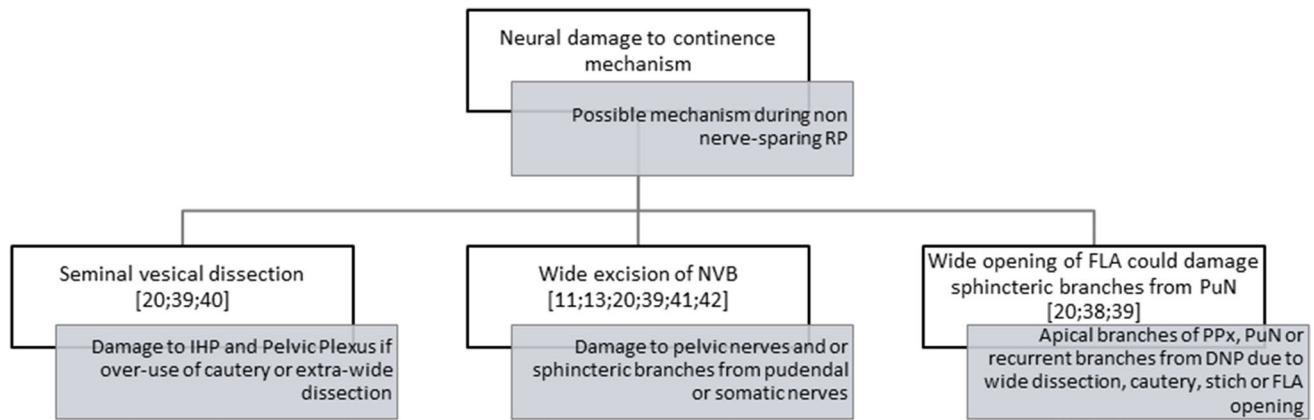 Neural damage to continence
mechanism
Possible mechanism during non
nerve-sparing RP
Seminal vesical dissection
[20;39;40]
Damage to IHP and Pelvic Plexus if
over-use of cautery or extra-wide
dissection
Wide excision of NVB
[11;13;20;39;41;42]
Damage to pelvic nerves and or
sphincteric branches from pudendal
or somatic nerves
Wide opening of FLA could damage
sphincteric branches from PuN
[20;38;39]
Apical branches of PPx, PuN or
recurrent branches from DNP due to
wide dissection, cautery, stich or FLA
opening